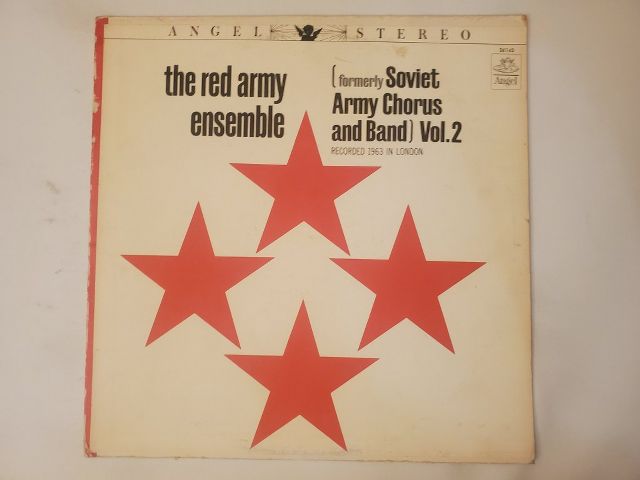 ANGEL STEREO
Angel
the red army
ensemble
(formerly Soviet
Army Chorus
and Band) Vol.2
RECORDED 1963 IN LONDON